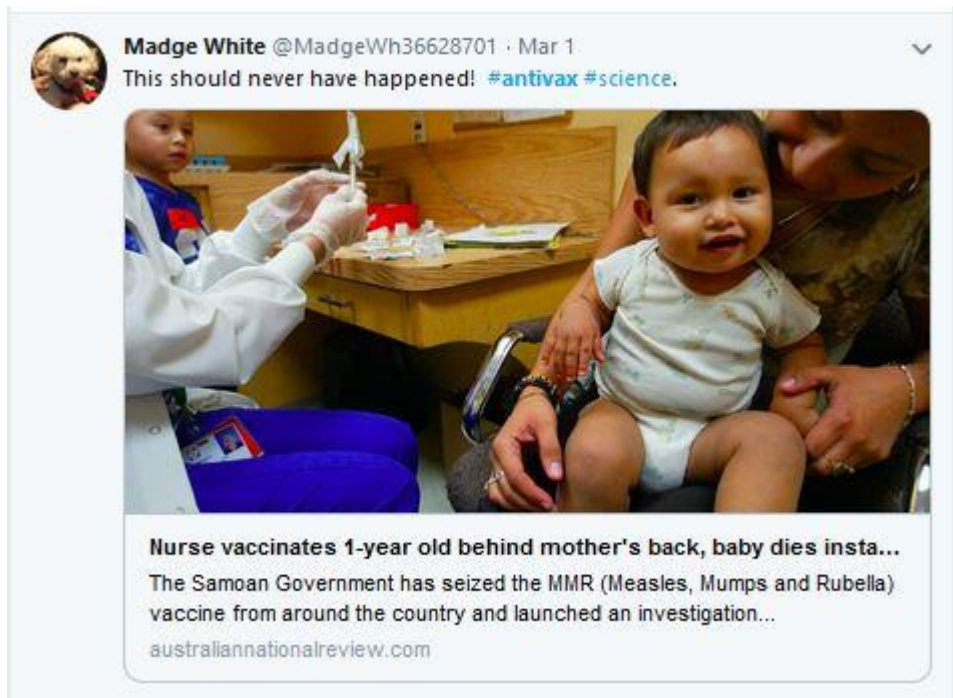 Madge White @MadgeWh36628701 · Mar 1
This should never have happened! #antivax #science.
Nurse vaccinates 1-year old behind mother's back, baby dies insta...
The Samoan Government has seized the MMR (Measles, Mumps and Rubella)
vaccine from around the country and launched an investigation...
australiannationalreview.com